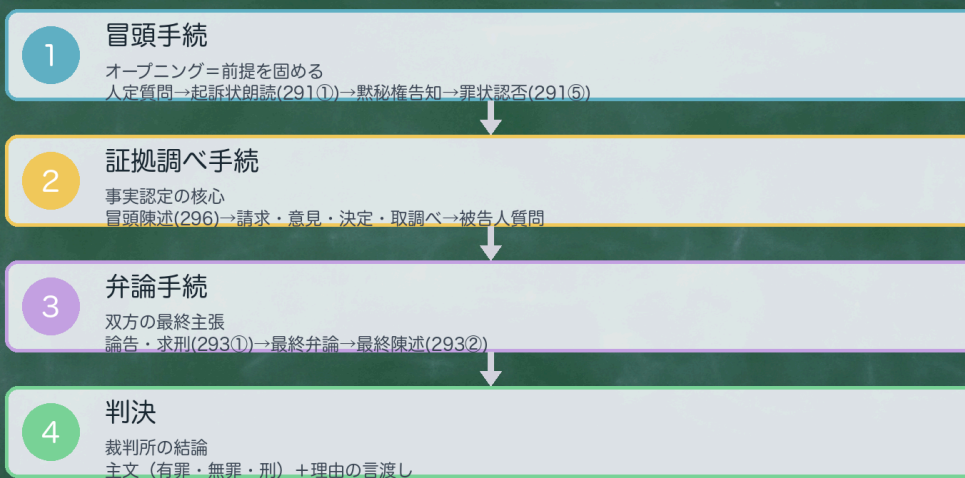 1
冒頭手続
オープニング＝前提を固める
人定質問→起訴状朗読(291①)→黙秘権告知→罪状認否(291⑤)
2
証拠調べ手続
事実認定の核心
冒頭陳述(296)→請求・意見・決定・取調べ→被告人質問
3
弁論手続
双方の最終主張
論告・求刑(293①)→最終弁論→最終陳述(293②)
4
判決
裁判所の結論
主文（有罪・無罪・刑）＋理由の言渡し